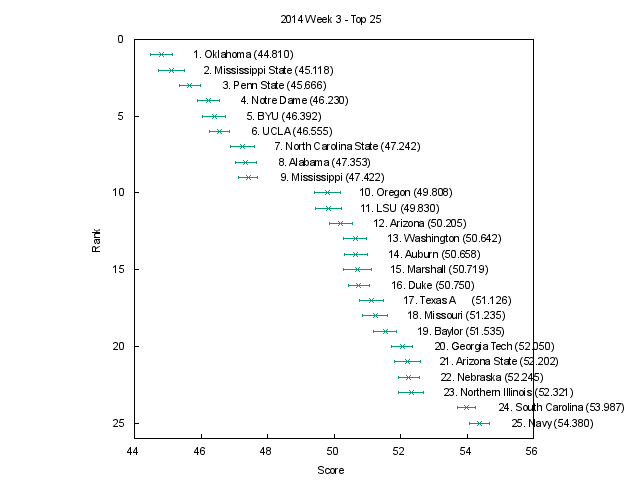 2014 Week 3 - Top 25
0
1. Oklahoma (44.810)
2. Mississippi State (45.118)
3. Penn State (45.666)
4. Notre Dame (46.230)
5
5. BYU (46.392)
6. UCLA (46.555)
7. North Carolina State (47.242)
8. Alabama (47.353)
9. Mississippi (47.422)
10
10. Oregon (49.808)
11. LSU (49.830)
12. Arizona (50.205)
Rank
13. Washington (50.642)
14. Auburn (50.658)
15
15. Marshall (50.719)
16. Duke (50.750)
17. Texas A (51.126)
18. Missouri (51.235)
19. Baylor (51.535)
20
20. Georgia Tech (52.050)
21. Arizona State (52.202)
22. Nebraska (52.245)
23. Northern Illinois (52.321)
24. South Carolina (53.987)
25
25. Navy (54.380)
44 46 48 50 52 54 56
Score